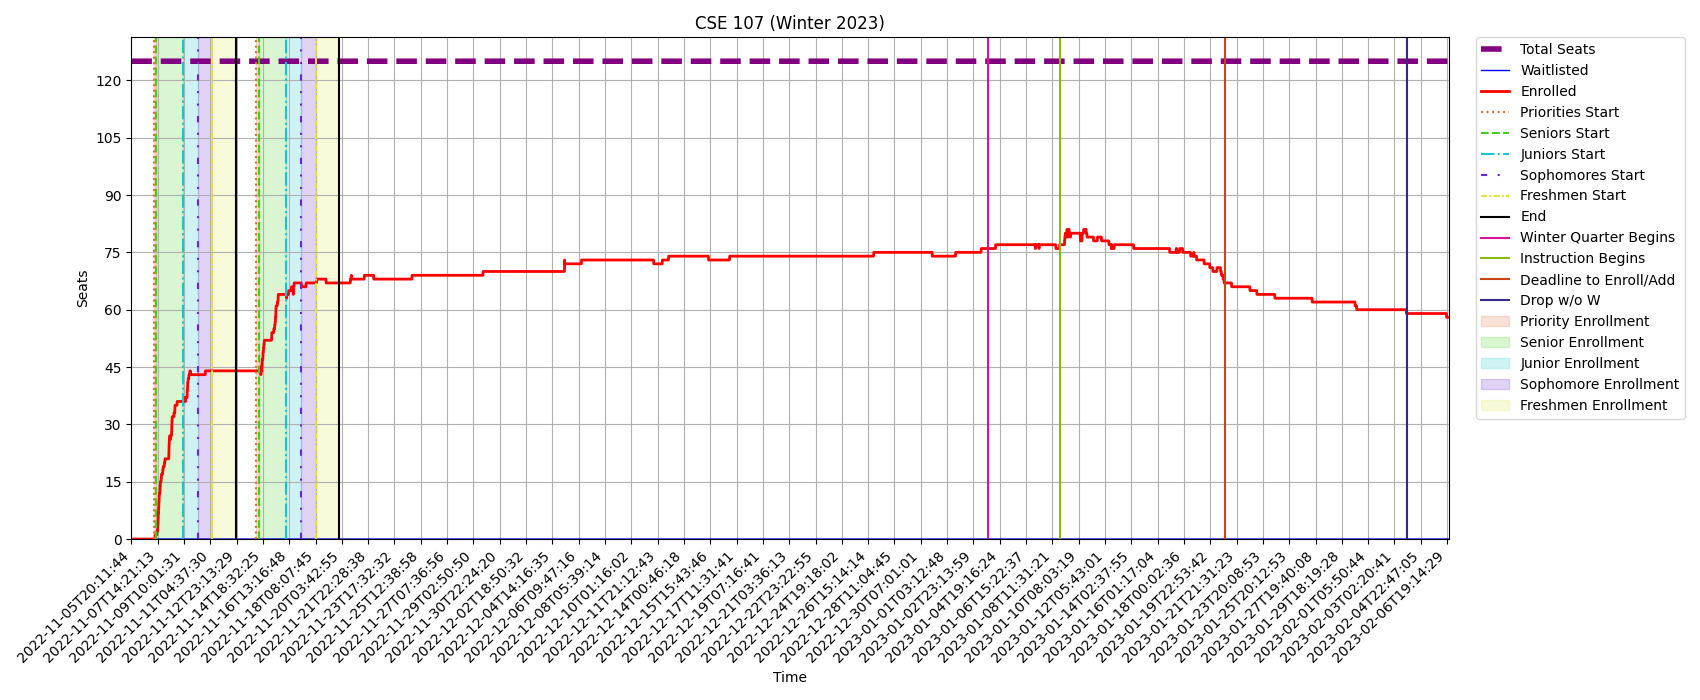 CSE 107 (Winter 2023)
Seats
120
105
90
75
60
45
30
15
0
2022-11-05T20:11:44
2022-11-07T14:21:13
2022-11-09T10:01:31
2022-11-11T04:37:30
2022-11-12T23:13:29
2022-11-14T18:32:25
2022-11-16T13:16:48
2022-11-18T08:07:45
2022-11-20T03:42:55
2022-11-21T22:28:38
2022-11-23T17:32:32
2022-11-25T12:38:58
2022-11-27T07:36:56
2022-11-29T02:50:50
2022-11-30T22:24:20
2022-12-02T18:50:32
2022-12-04T14:16:35
2022-12-06T09:47:16
2022-12-08T05:39:14
2022-12-10T01:16:02
2022-12-11T21:12:43
2022-12-14T00:46:18
2022-12-15T15:43:46
2022-12-17T11:31:41
2022-12-19T07:16:41
2022-12-21T03:36:13
2022-12-22T23:22:55
2022-12-24T19:18:02
2022-12-26T15:14:14
2022-12-28T11:04:45
2022-12-30T07:01:01
2023-01-01T03:12:48
2023-01-02T23:13:59
2023-01-04T19:16:24
2023-01-06T15:22:37
2023-01-08T11:31:21
2023-01-10T08:03:19
2023-01-12T05:43:01
2023-01-14T02:37:55
2023-01-16T01:17:04
2023-01-18T00:02:36
2023-01-19T22:53:42
2023-01-21T21:31:23
2023-01-23T20:08:53
2023-01-25T20:12:53
2023-01-27T19:40:08
2023-01-29T18:19:28
2023-02-01T05:50:44
2023-02-03T02:20:41
2023-02-04T22:47:05
2023-02-06T19:14:29
Time
Total Seats
Waitlisted
Enrolled
Priorities Start
Seniors Start
Juniors Start
Sophomores Start
Freshmen Start
End
Winter Quarter Begins
Instruction Begins
Deadline to Enroll/Add
Drop w/o W
Priority Enrollment
Senior Enrollment
Junior Enrollment
Sophomore Enrollment
Freshmen Enrollment